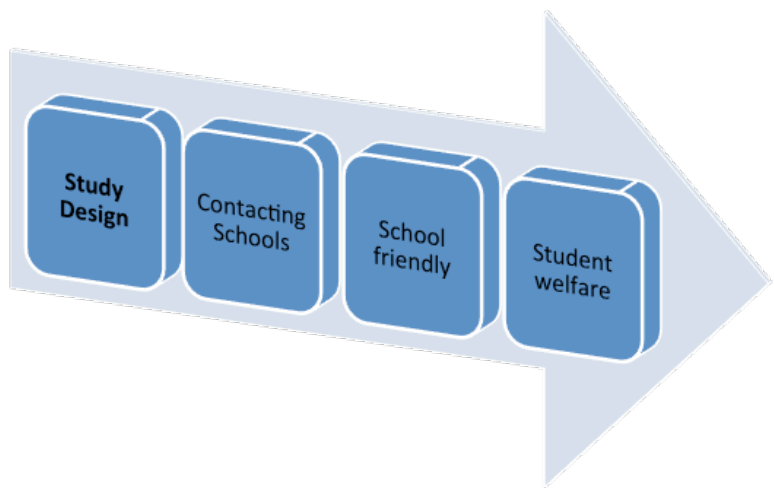 Study
Design
Contacting
Schools
School
friendly
Student
welfare